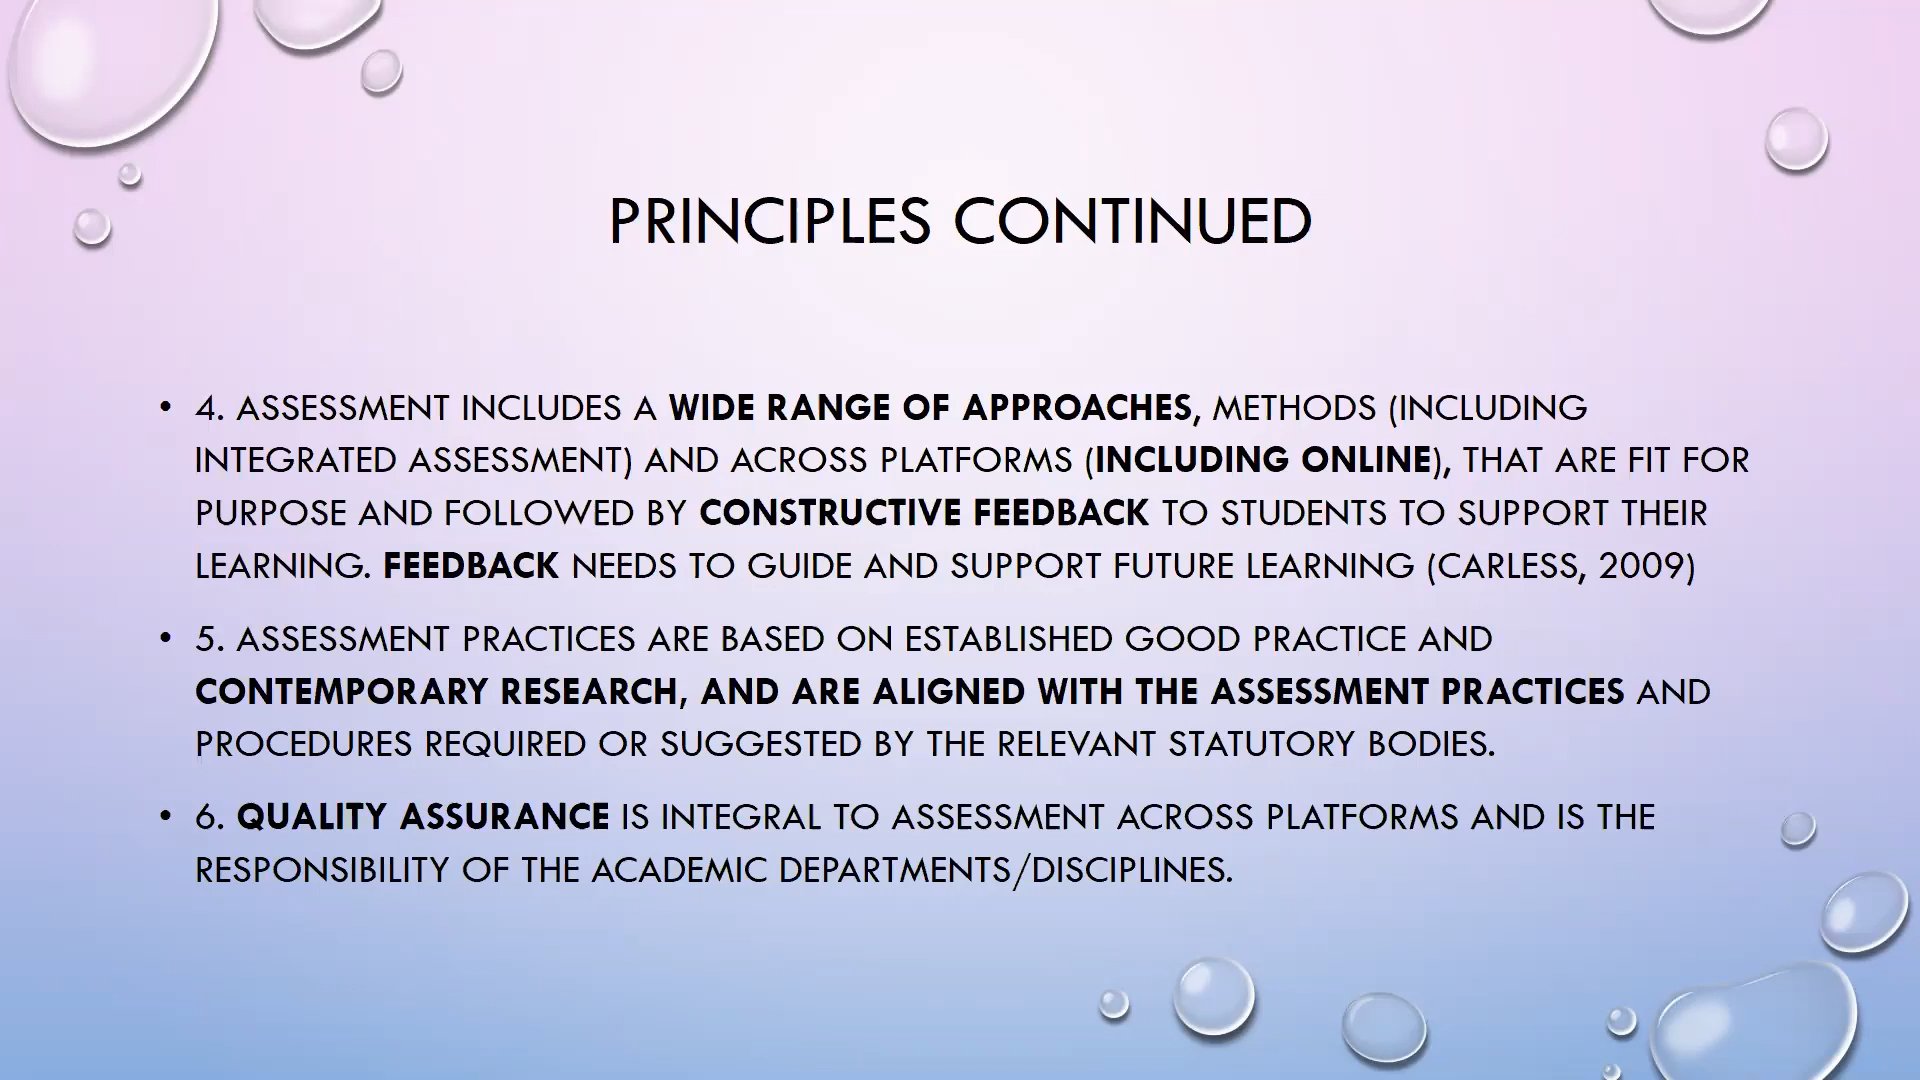 PRINCIPLES CONTINUED
• 4. ASSESSMENT INCLUDES A WIDE RANGE OF APPROACHES, METHODS (INCLUDING
INTEGRATED ASSESSMENT) AND ACROSS PLATFORMS (INCLUDING ONLINE), THAT ARE FIT FOR
PURPOSE AND FOLLOWED BY CONSTRUCTIVE FEEDBACK TO STUDENTS TO SUPPORT THEIR
LEARNING. FEEDBACK NEEDS TO GUIDE AND SUPPORT FUTURE LEARNING (CARLESS, 2009)
• 5. ASSESSMENT PRACTICES ARE BASED ON ESTABLISHED GOOD PRACTICE AND
CONTEMPORARY RESEARCH, AND ARE ALIGNED WITH THE ASSESSMENT PRACTICES AND
PROCEDURES REQUIRED OR SUGGESTED BY THE RELEVANT STATUTORY BODIES.
• 6. QUALITY ASSURANCE IS INTEGRAL TO ASSESSMENT ACROSS PLATFORMS AND IS THE
RESPONSIBILITY OF THE ACADEMIC DEPARTMENTS/DISCIPLINES.